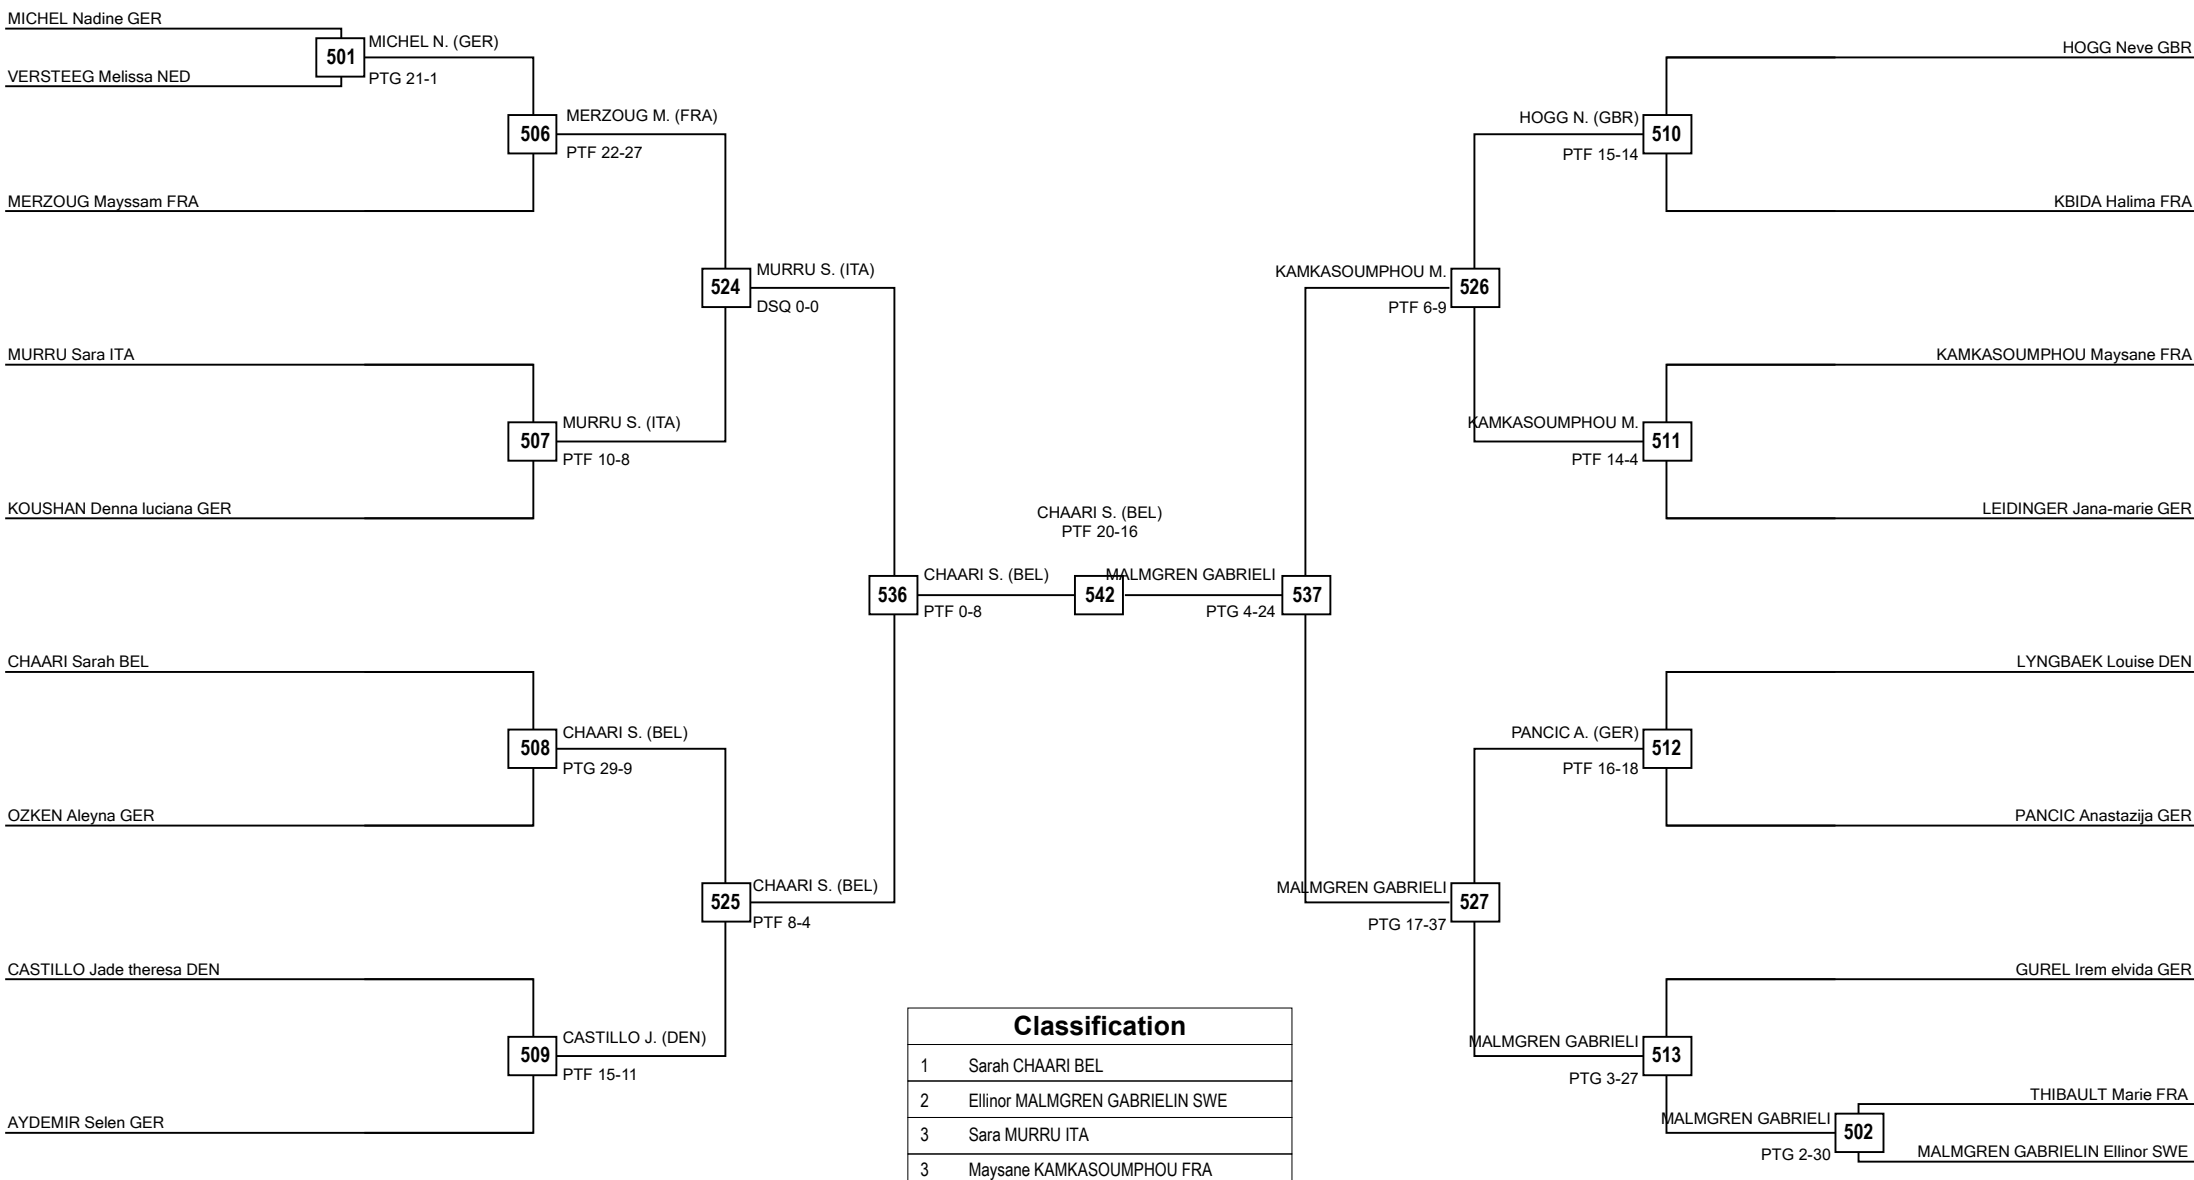 MICHEL Nadine GER
501
MICHEL N. (GER)
VERSTEEG Melissa NED
PTG 21-1
506
MERZOUG M. (FRA)
PTF 22-27
MERZOUG Mayssam FRA
524
MURRU S. (ITA)
DSQ 0-0
MURRU Sara ITA
507
MURRU S. (ITA)
PTF 10-8
KOUSHAN Denna luciana GER
536
CHAARI S. (BEL)
PTF 0-8
CHAARI Sarah BEL
508
CHAARI S. (BEL)
PTG 29-9
OZKEN Aleyna GER
525
CHAARI S. (BEL)
PTF 8-4
CASTILLO Jade theresa DEN
509
CASTILLO J. (DEN)
PTF 15-11
AYDEMIR Selen GER
CHAARI S. (BEL)
PTF 20-16
542
HOGG Neve GBR
HOGG N. (GBR)
510
PTF 15-14
KBIDA Halima FRA
KAMKASOUMPHOU M.
526
PTF 6-9
KAMKASOUMPHOU Maysane FRA
KAMKASOUMPHOU M.
511
PTF 14-4
LEIDINGER Jana-marie GER
MALMGREN GABRIELI
537
PTG 4-24
LYNGBAEK Louise DEN
PANCIC A. (GER)
512
PTF 16-18
PANCIC Anastazija GER
MALMGREN GABRIELI
527
PTG 17-37
GUREL Irem elvida GER
MALMGREN GABRIELI
513
PTG 3-27
THIBAULT Marie FRA
MALMGREN GABRIELI
502
PTG 2-30
MALMGREN GABRIELIN Ellinor SWE
Classification
1 Sarah CHAARI BEL
2 Ellinor MALMGREN GABRIELIN SWE
3 Sara MURRU ITA
3 Maysane KAMKASOUMPHOU FRA